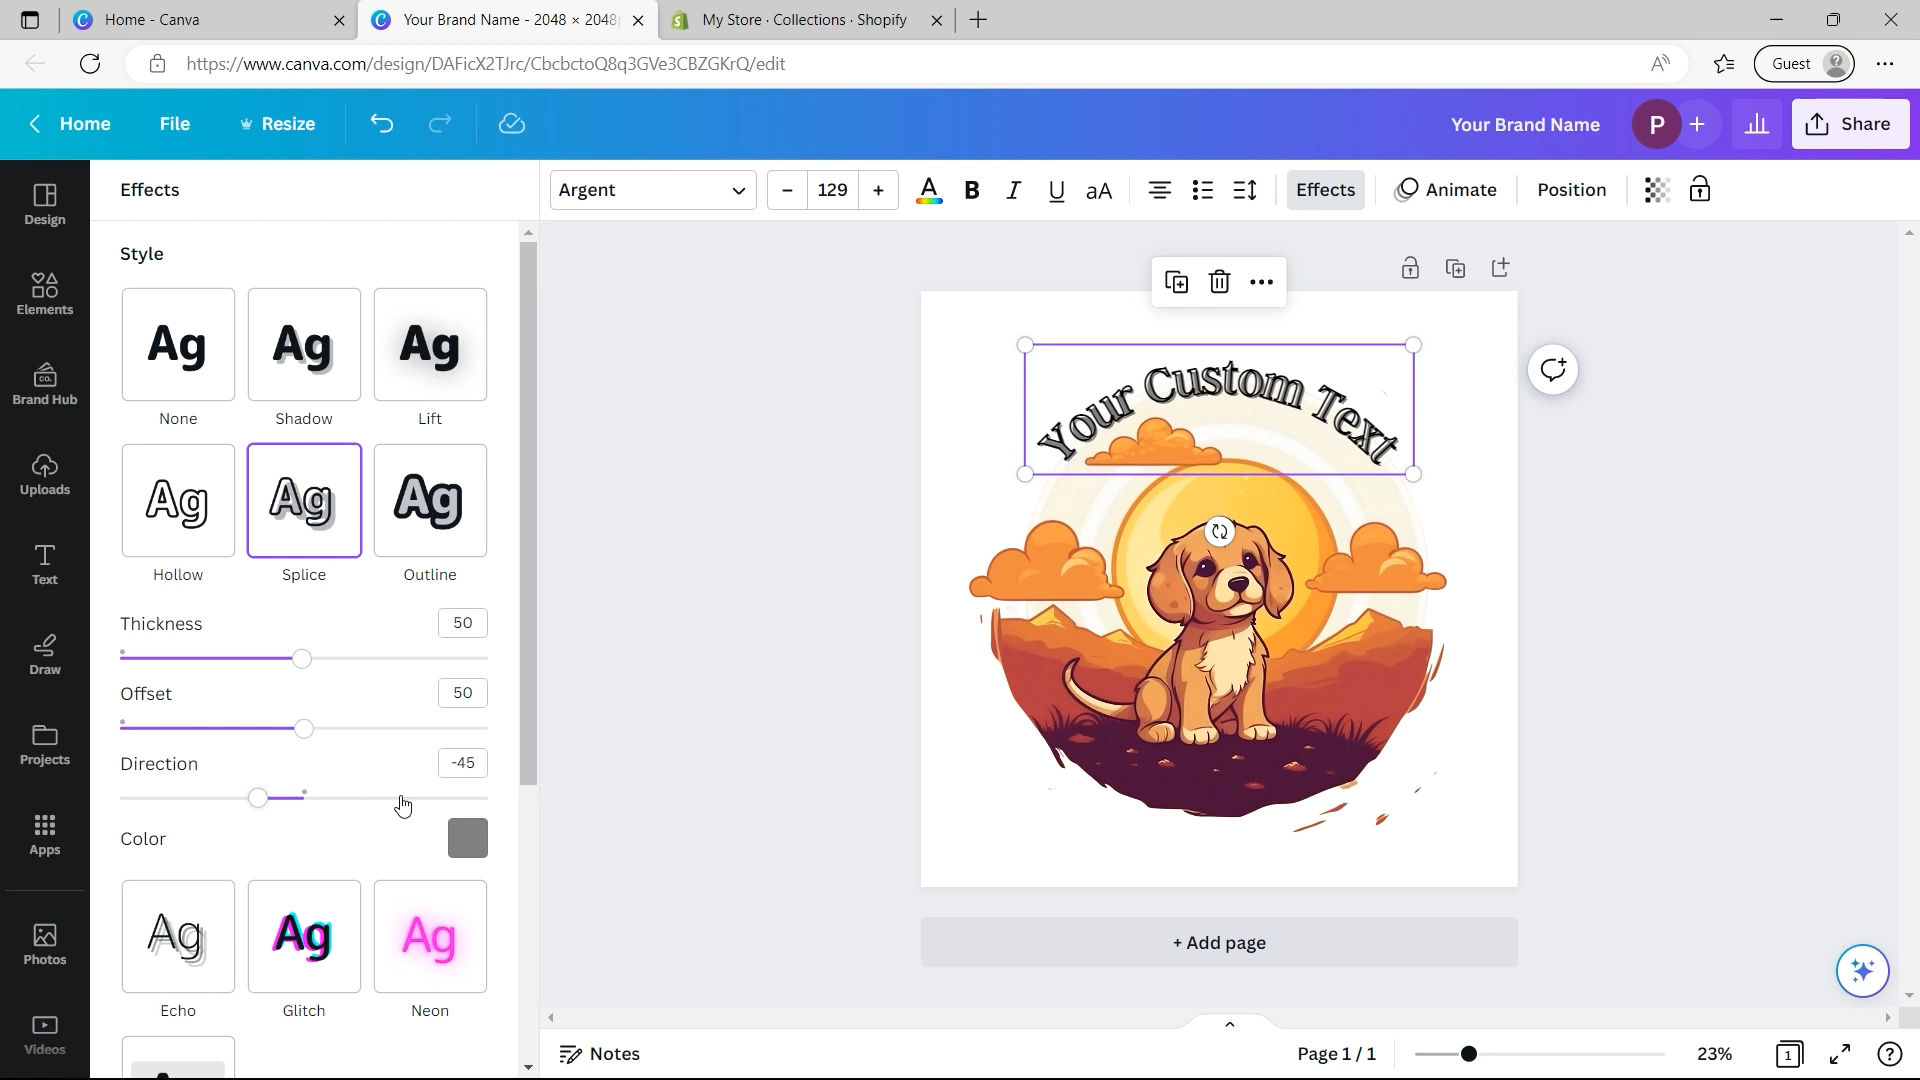 Home - Canva
Your Brand Name - 2048 × 2048
My Store · Collections · Shopify
https://www.canva.com/design/DAFicX2TJrc/CbcbctoQ8q3GVe3CBZGKrQ/edit
Guest
Home
File
Resize
Your Brand Name
P
Share
Effects
Argent
129
A
B
I
U
aA
Effects
Animate
Position
Design
Elements
Brand Hub
Uploads
Text
Draw
Projects
Apps
Photos
Videos
Style
Ag
Ag
Ag
None
Shadow
Lift
Ag
Ag
Ag
Hollow
Splice
Outline
Thickness
50
Offset
50
Direction
-45
Color
Ag
Ag
Ag
Echo
Glitch
Neon
Your Custom Text
+ Add page
Notes
Page 1 / 1
23%
1